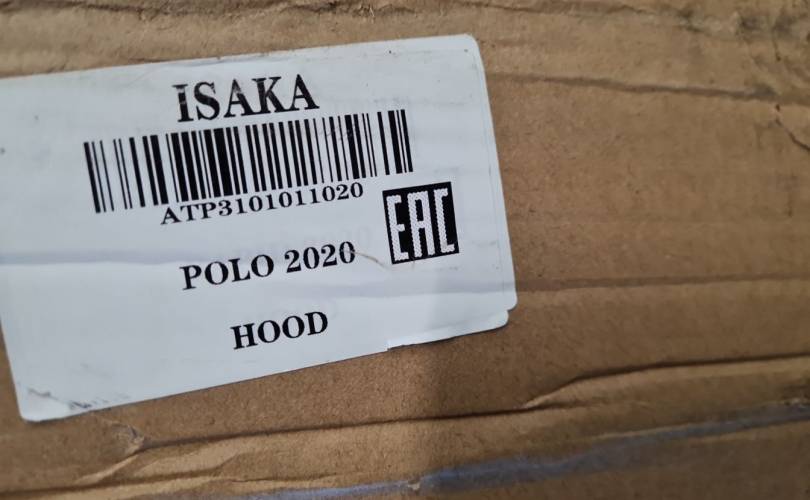 ISAKA
ATP3101011020
EAC
POLO 2020
HOOD